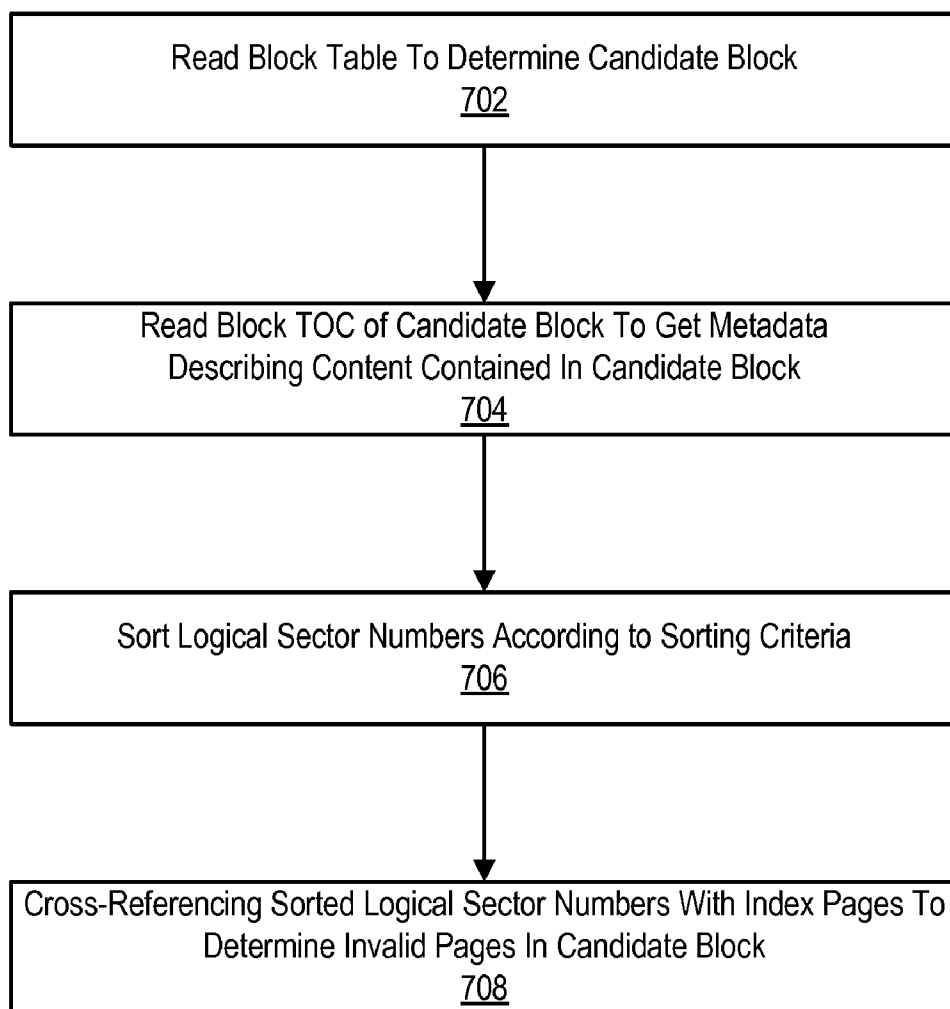 Read Block Table To Determine Candidate Block
702
Read Block TOC of Candidate Block To Get Metadata
Describing Content Contained In Candidate Block
704
Sort Logical Sector Numbers According to Sorting Criteria
706
Cross-Referencing Sorted Logical Sector Numbers With Index Pages To
Determine Invalid Pages In Candidate Block
708